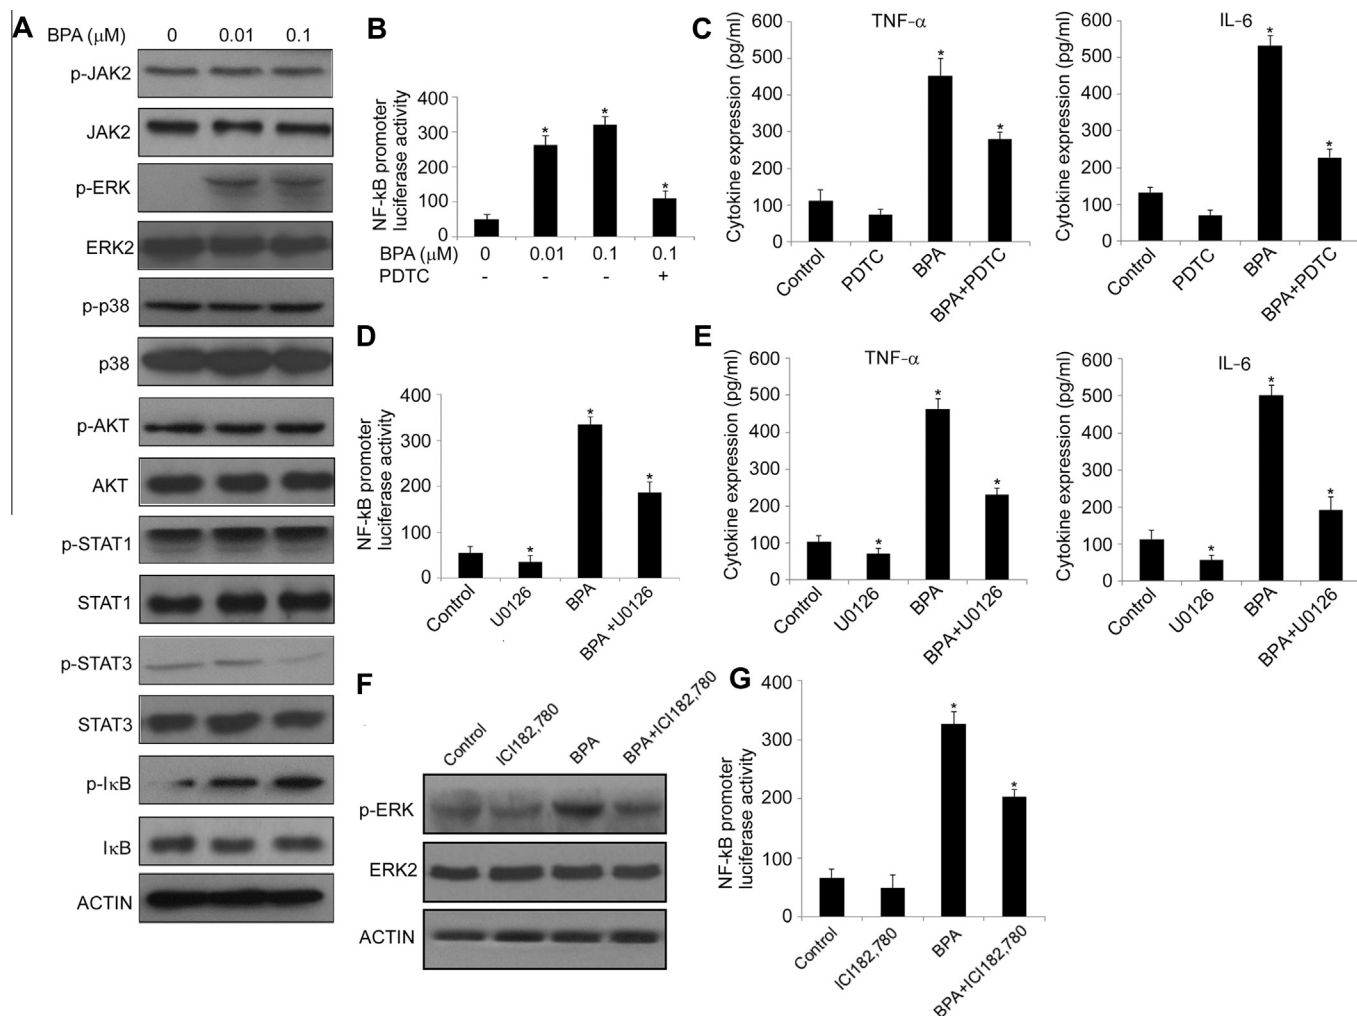 A
BPA (μM) 0 0.01 0.1
p-JAK2
JAK2
p-ERK
ERK2
p-p38
p38
p-AKT
AKT
p-STAT1
STAT1
p-STAT3
STAT3
p-IκB
IκB
ACTIN
B
NF-kB promoter
luciferase activity
400
300
200
100
0
BPA (μM) 0 0.01 0.1 0.1
PDTC - - - +
* * *
C
TNF-α
Cytokine expression (pg/ml)
600
500
400
300
200
100
0
* *
Control PDTC BPA BPA+PDTC
IL-6
Cytokine expression (pg/ml)
600
500
400
300
200
100
0
* *
Control PDTC BPA BPA+PDTC
D
NF-kB promoter
luciferase activity
400
300
200
100
0
* * *
Control U0126 BPA BPA +U0126
E
TNF-α
Cytokine expression (pg/ml)
600
500
400
300
200
100
0
* * *
Control U0126 BPA BPA+U0126
IL-6
Cytokine expression (pg/ml)
600
500
400
300
200
100
0
* * *
Control U0126 BPA BPA+U0126
F
Control ICI182,780 BPA BPA+ICI182,780
p-ERK
ERK2
ACTIN
G
NF-kB promoter
luciferase activity
400
300
200
100
0
* *
Control ICI182,780 BPA BPA+ICI182,780